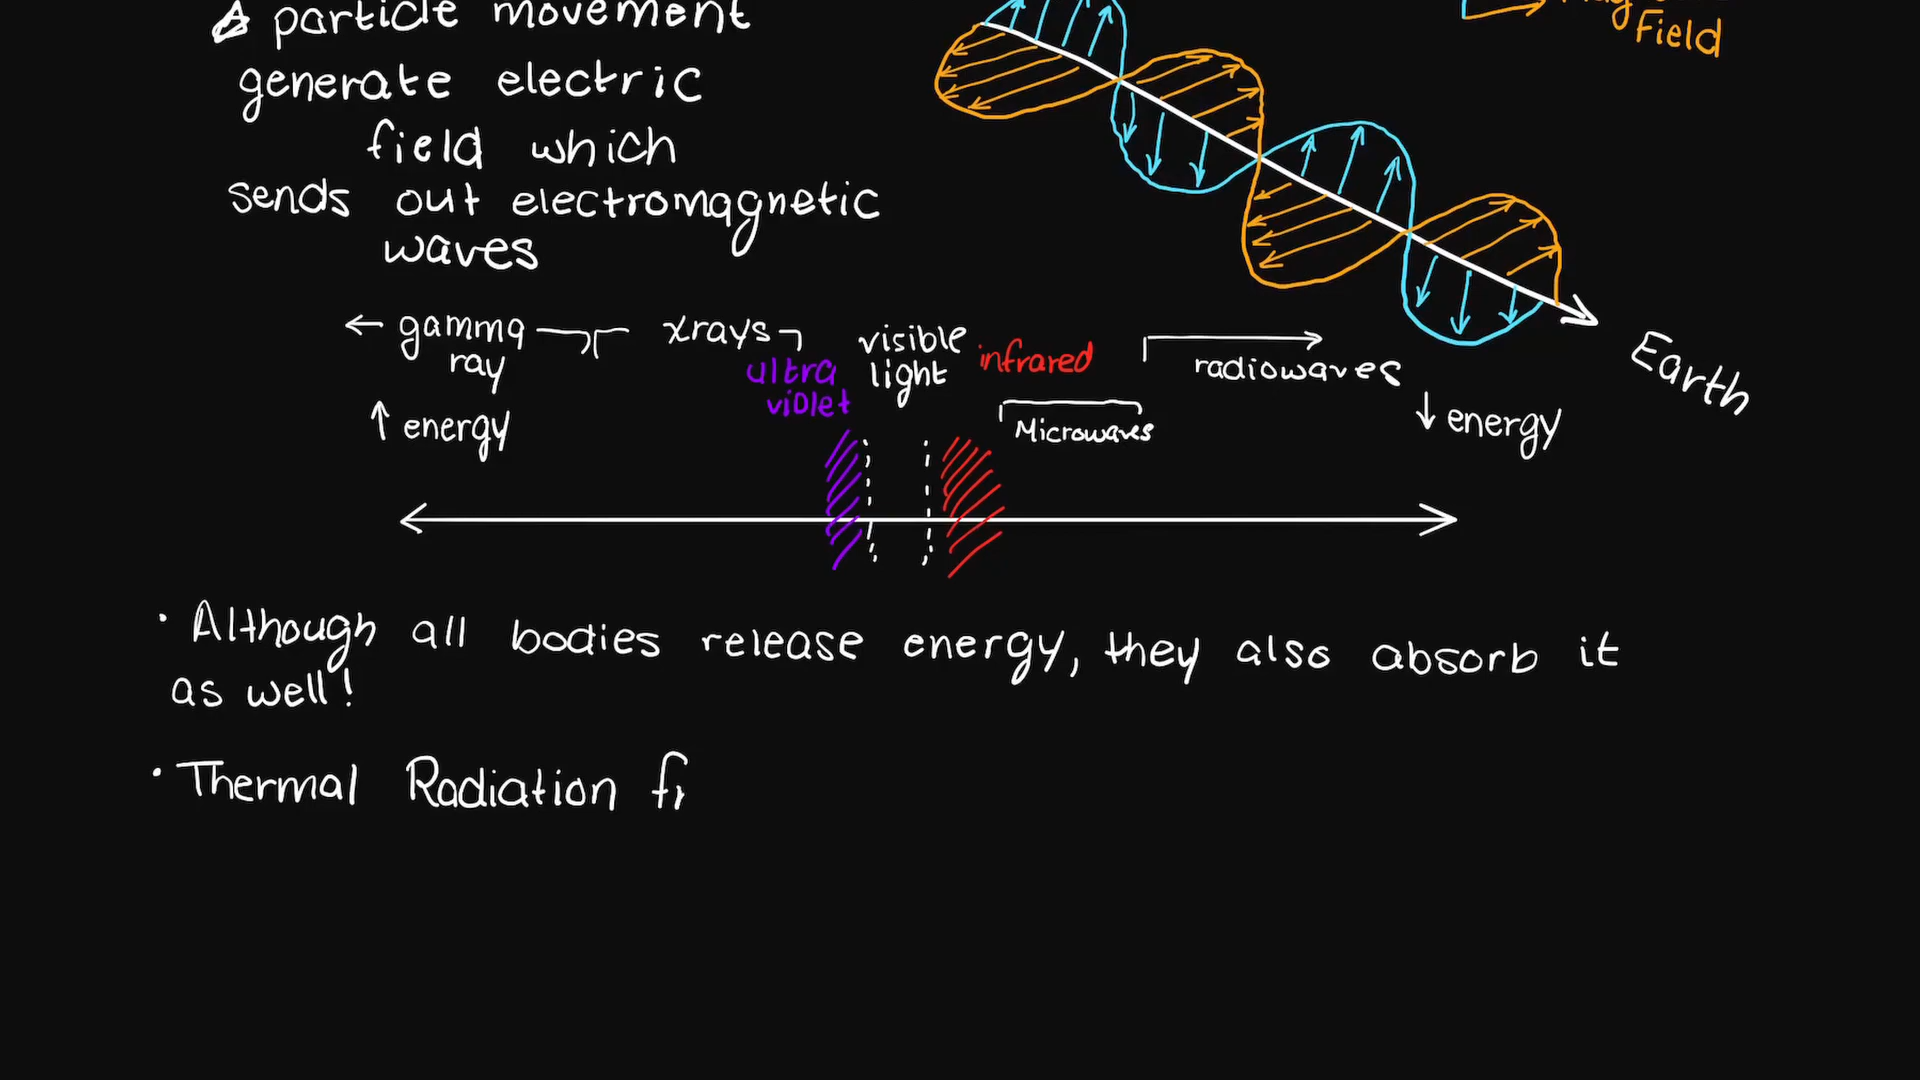 particle movement
generate electric
field which
sends out electromagnetic
waves
Field
Earth
← gamma ray
xrays
ultra violet
visible light
infrared
Microwaves
radiowaves
↑ energy
↓ energy
• Although all bodies release energy, they also absorb it
as well!
• Thermal Radiation